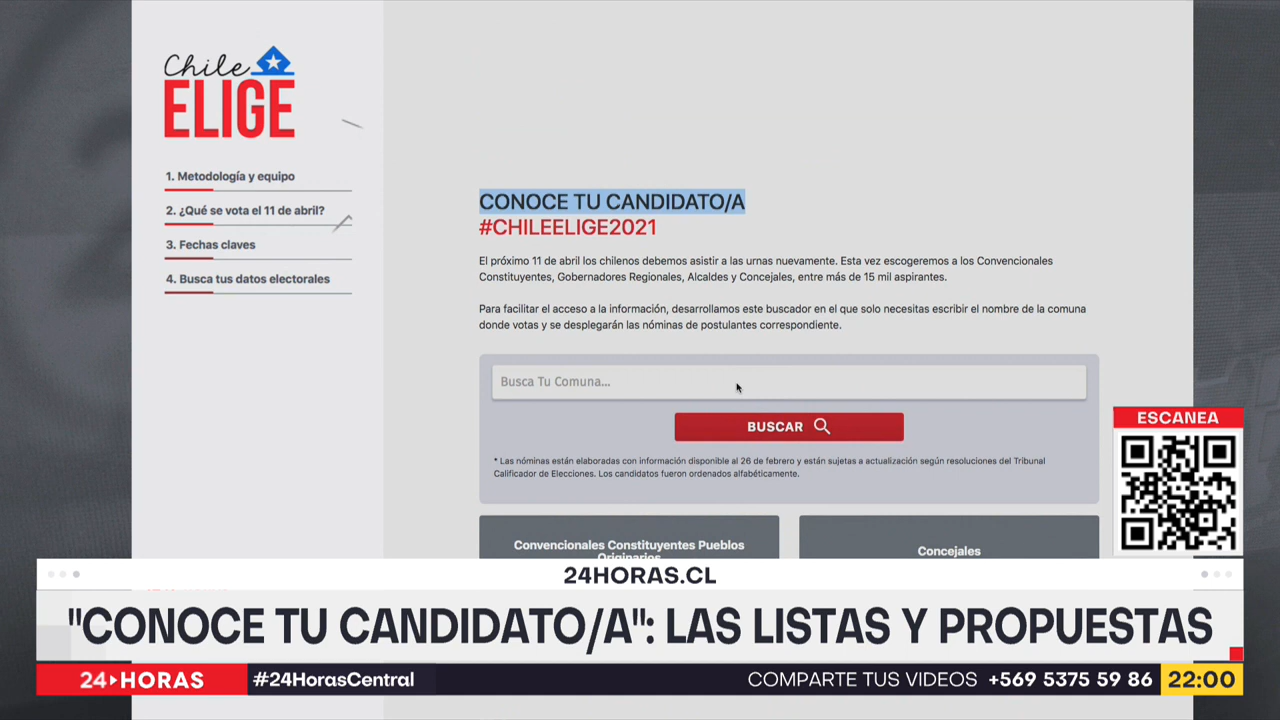 Chile
ELIGE
1. Metodología y equipo
2. ¿Qué se vota el 11 de abril?
3. Fechas claves
4. Busca tus datos electorales
CONOCE TU CANDIDATO/A
#CHILEELIGE2021
El próximo 11 de abril los chilenos debemos asistir a las urnas nuevamente. Esta vez escogeremos a los Convencionales
Constituyentes, Gobernadores Regionales, Alcaldes y Concejales, entre más de 15 mil aspirantes.
Para facilitar el acceso a la información, desarrollamos este buscador en el que solo necesitas escribir el nombre de la comuna
donde votas y se desplegarán las nóminas de postulantes correspondiente.
Busca Tu Comuna...
BUSCAR
* Las nóminas están elaboradas con información disponible al 26 de febrero y están sujetas a actualización según resoluciones del Tribunal
Calificador de Elecciones. Los candidatos fueron ordenados alfabéticamente.
Convencionales Constituyentes Pueblos
Originarios
Concejales
ESCANEA
24HORAS.CL
"CONOCE TU CANDIDATO/A": LAS LISTAS Y PROPUESTAS
24 HORAS
#24HorasCentral
COMPARTE TUS VIDEOS +569 5375 59 86
22:00